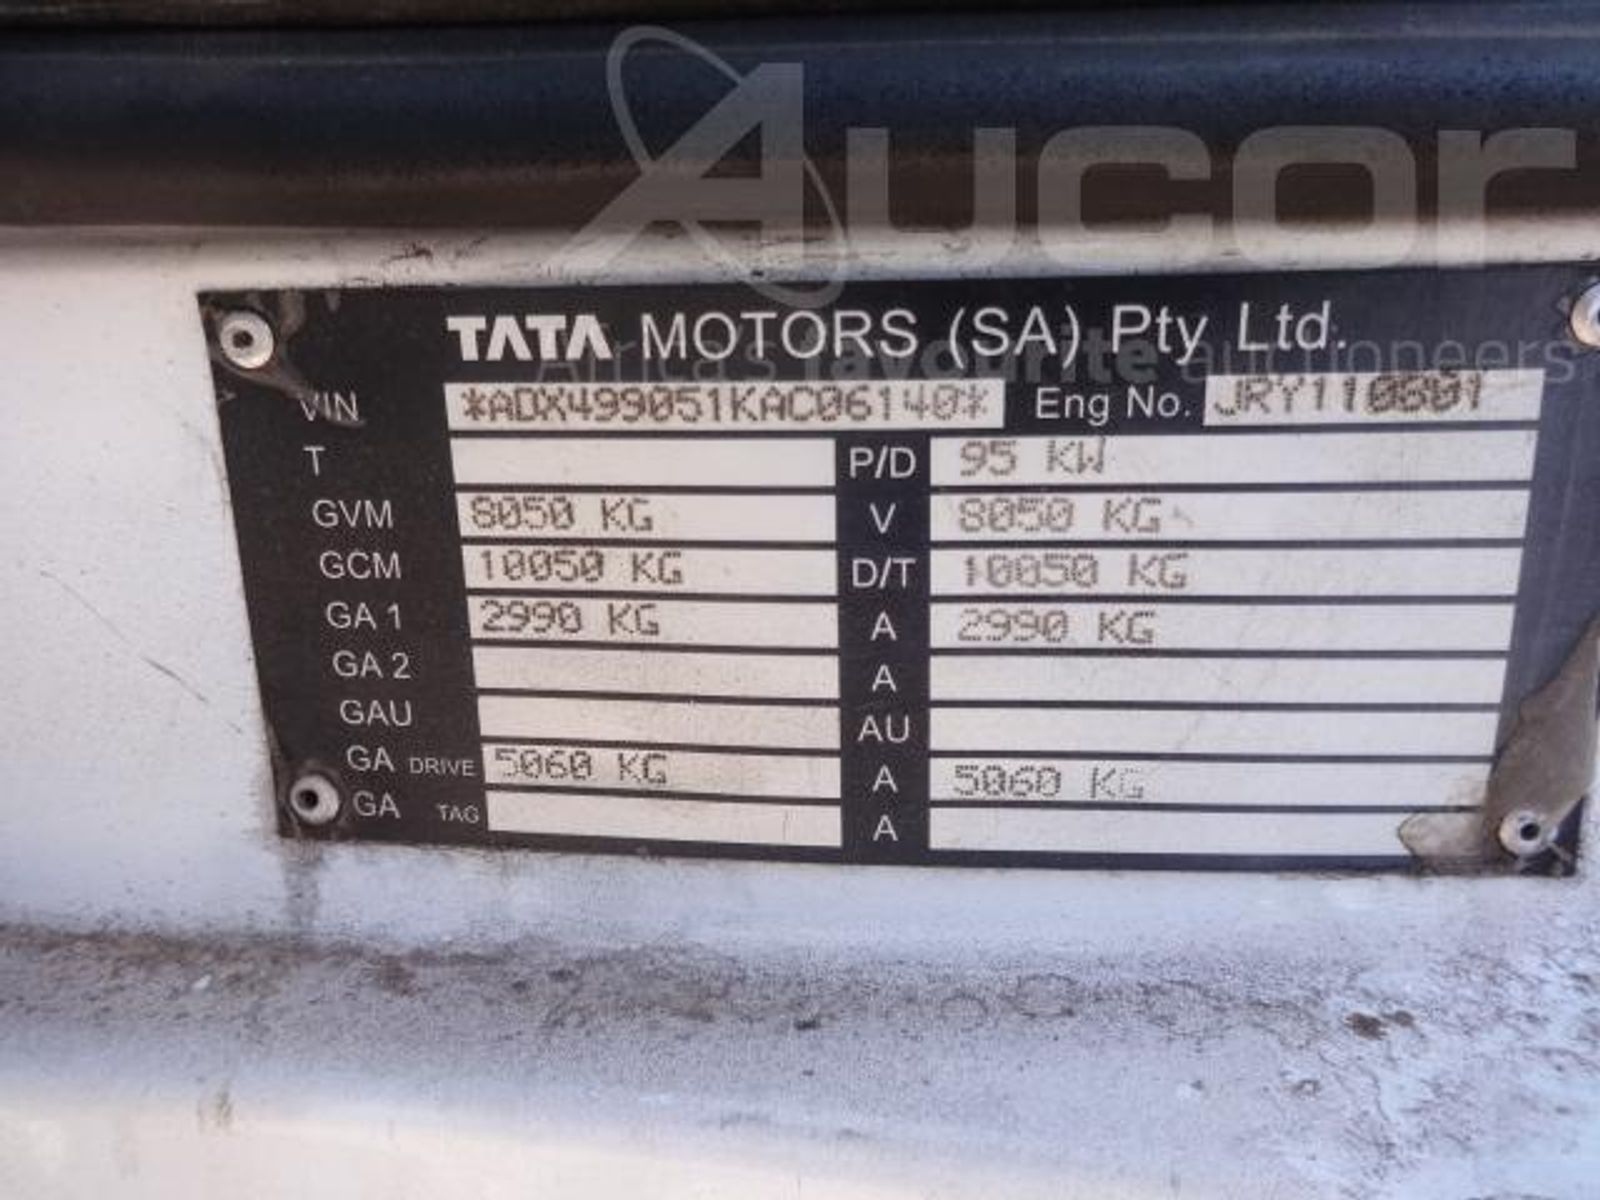 Aucor
Africa's favourite auctioneers
TATA MOTORS (SA) Pty Ltd.
VIN *ADX499051KAC06140* Eng No.
T P/D 95 KW
GVM 8050 KG V 8050 KG
GCM 10050 KG D/T 10050 KG
GA 1 2990 KG A 2990 KG
GA 2 A
GAU AU
GA DRIVE 5060 KG A 5060 KG
GA TAG A